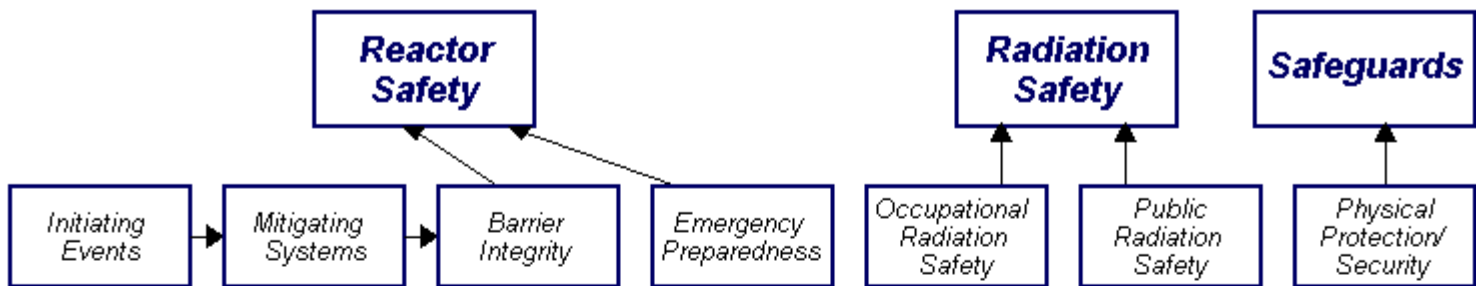 Reactor
Safety
Radiation
Safety
Safeguards
Initiating
Events
Mitigating
Systems
Barrier
Integrity
Emergency
Preparedness
Occupational
Radiation
Safety
Public
Radiation
Safety
Physical
Protection/
Security